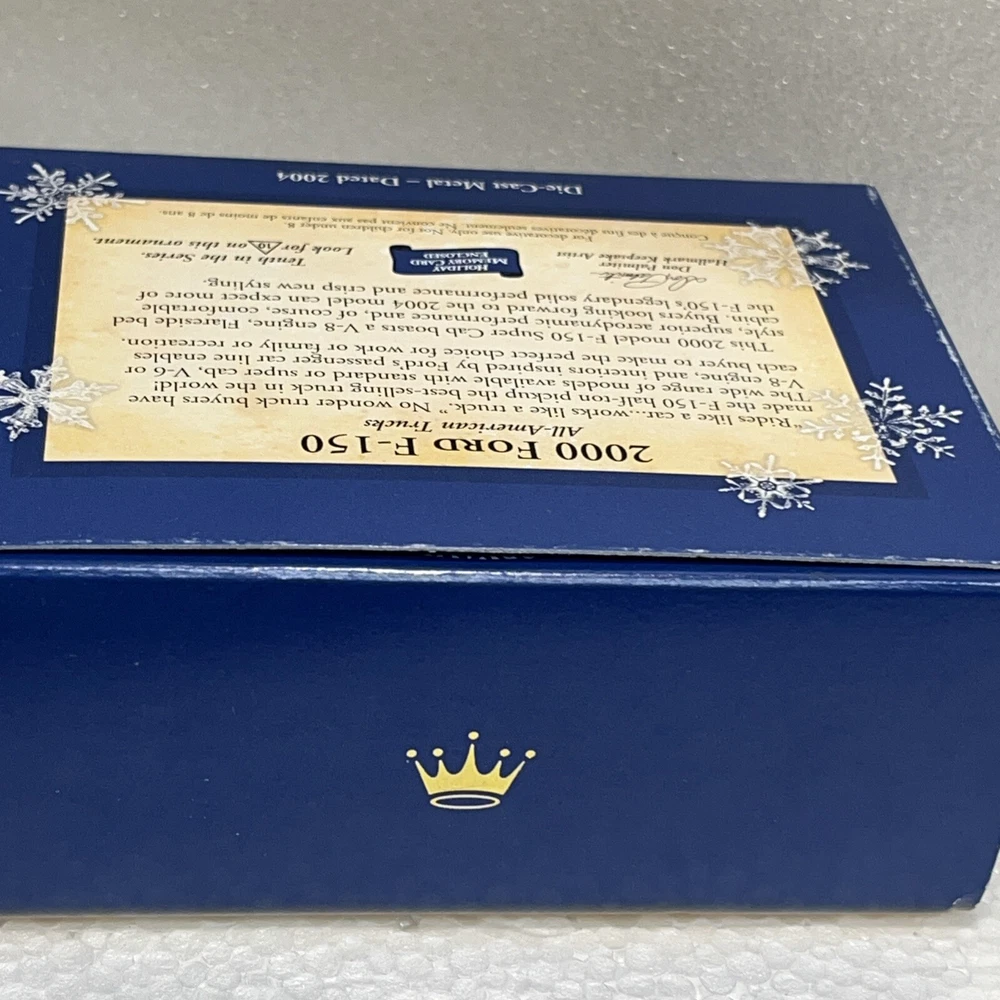 2000 FORD F-150
All-American Trucks
"Rides like a car...works like a truck." No wonder truck buyers have
made the F-150 half-ton pickup the best-selling truck in the world!
The wide range of models available with standard or super cab, V-6 or
V-8 engine, and interiors inspired by Ford's passenger car line enables
each buyer to make the perfect choice for work or family or recreation.
This 2000 model F-150 Super Cab boasts a V-8 engine, Flareside bed
style, superior aerodynamic performance and, of course, comfortable
cabin. Buyers looking forward to the 2004 model can expect more of
the F-150's legendary solid performance and crisp new styling.
Dan Palmiter
Hallmark Keepsake Artist
HOLIDAY
MEMORY CARD
ENCLOSED
Tenth in the Series.
Look for 10 on this ornament.
For decorative use only. Not for children under 8.
Conçue à des fins décoratives seulement. Ne convient pas aux enfants de moins de 8 ans.
Die-Cast Metal – Dated 2004